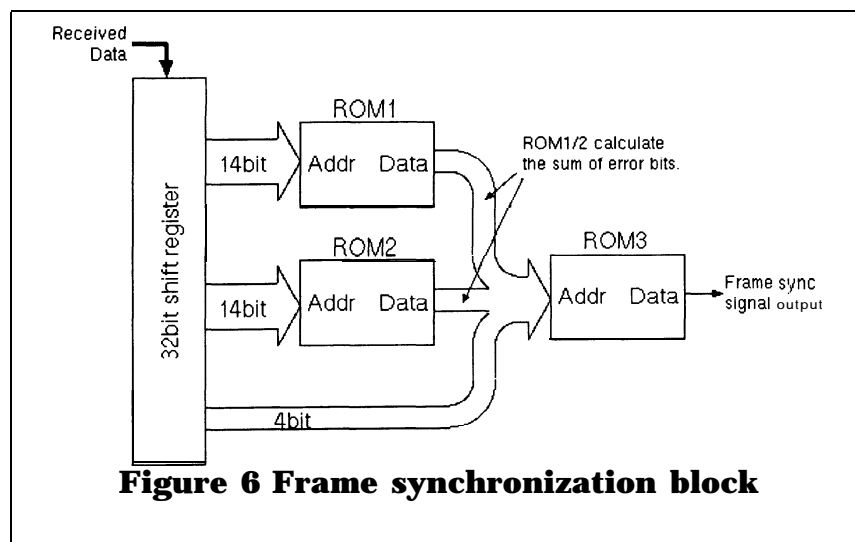 Received
Data
32bit shift register
14bit
ROM1
Addr Data
ROM1/2 calculate
the sum of error bits.
14bit
ROM2
Addr Data
ROM3
Addr Data
Frame sync
signal output
4bit
Figure 6 Frame synchronization block